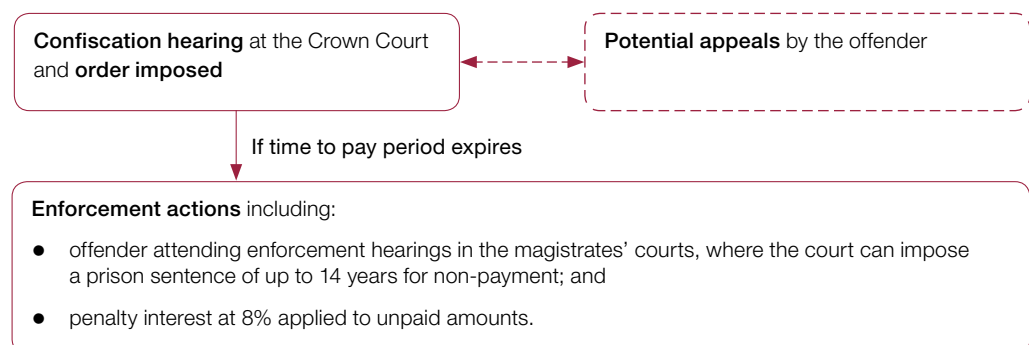 Confiscation hearing at the Crown Court
and order imposed
Potential appeals by the offender
If time to pay period expires
Enforcement actions including:
● offender attending enforcement hearings in the magistrates’ courts, where the court can impose
a prison sentence of up to 14 years for non-payment; and
● penalty interest at 8% applied to unpaid amounts.